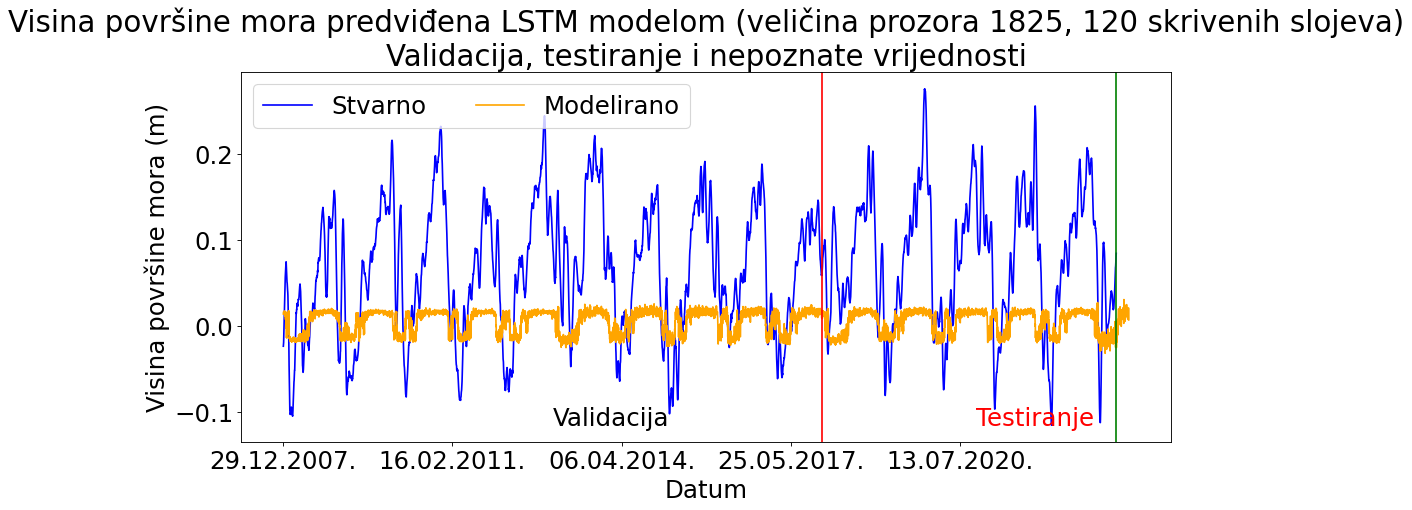 Visina površine mora predviđena LSTM modelom (veličina prozora 1825, 120 skrivenih slojeva)
Validacija, testiranje i nepoznate vrijednosti
Stvarno
Modelirano
Visina površine mora (m)
0.2
0.1
0.0
−0.1
Validacija
Testiranje
29.12.2007.
16.02.2011.
06.04.2014.
25.05.2017.
13.07.2020.
Datum